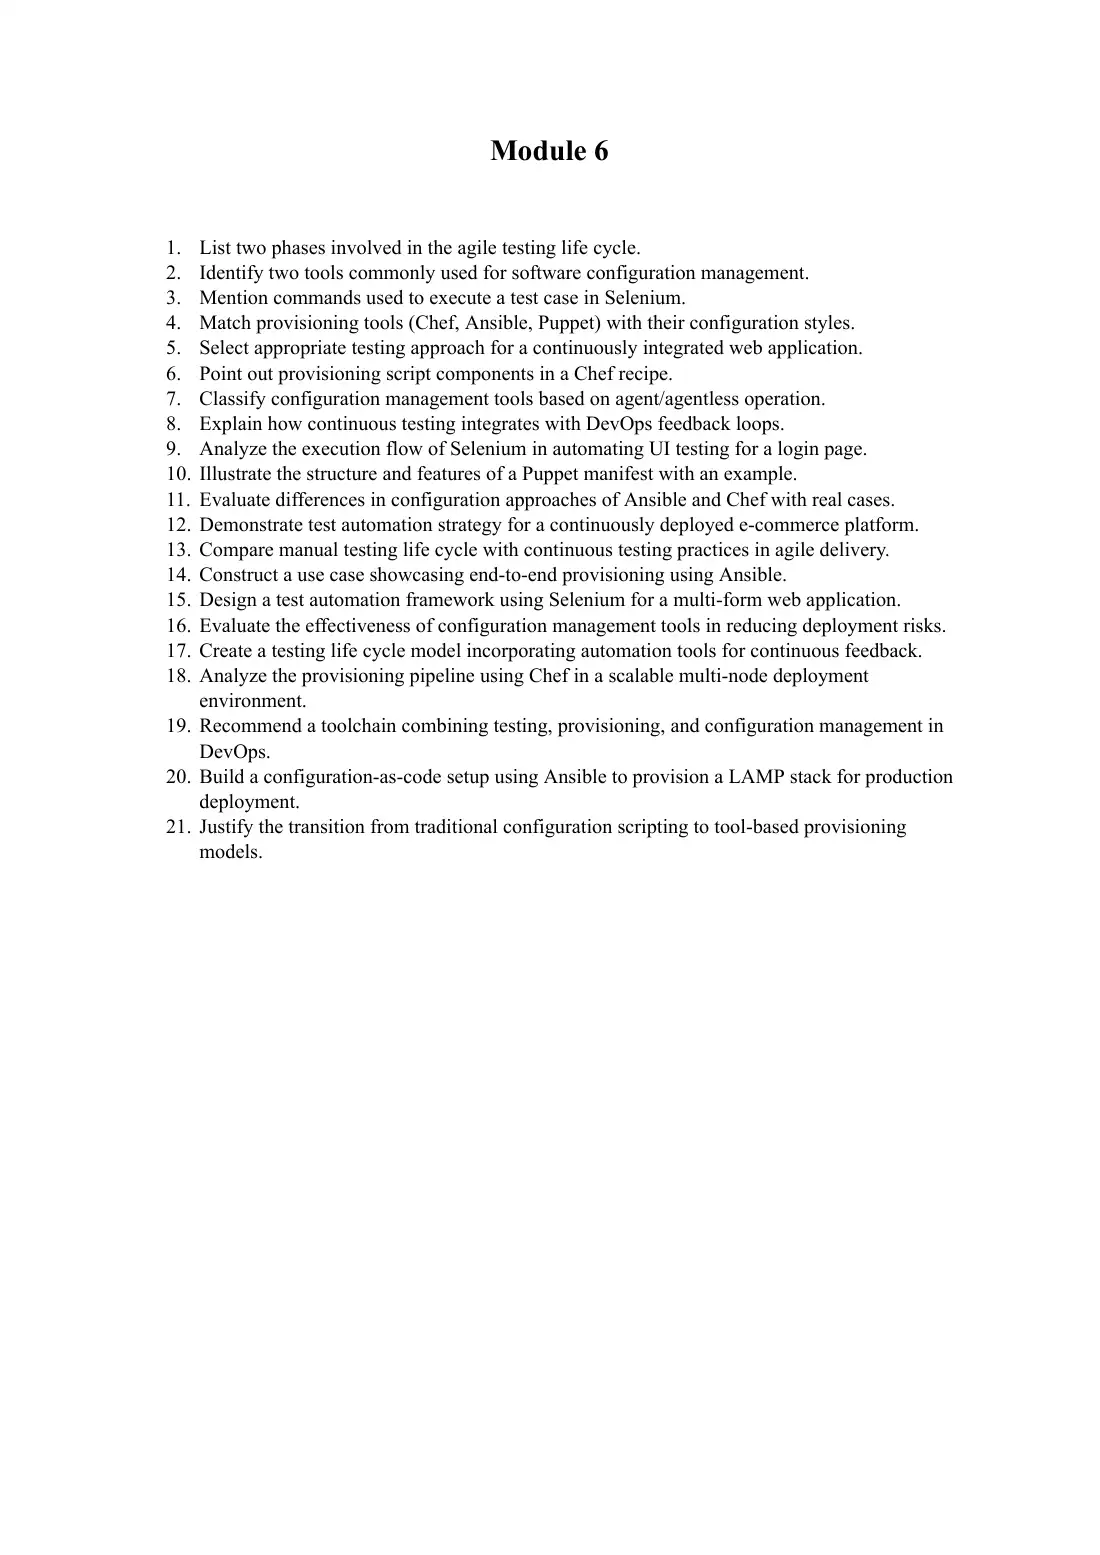 Module 6
1. List two phases involved in the agile testing life cycle.
2. Identify two tools commonly used for software configuration management.
3. Mention commands used to execute a test case in Selenium.
4. Match provisioning tools (Chef, Ansible, Puppet) with their configuration styles.
5. Select appropriate testing approach for a continuously integrated web application.
6. Point out provisioning script components in a Chef recipe.
7. Classify configuration management tools based on agent/agentless operation.
8. Explain how continuous testing integrates with DevOps feedback loops.
9. Analyze the execution flow of Selenium in automating UI testing for a login page.
10. Illustrate the structure and features of a Puppet manifest with an example.
11. Evaluate differences in configuration approaches of Ansible and Chef with real cases.
12. Demonstrate test automation strategy for a continuously deployed e-commerce platform.
13. Compare manual testing life cycle with continuous testing practices in agile delivery.
14. Construct a use case showcasing end-to-end provisioning using Ansible.
15. Design a test automation framework using Selenium for a multi-form web application.
16. Evaluate the effectiveness of configuration management tools in reducing deployment risks.
17. Create a testing life cycle model incorporating automation tools for continuous feedback.
18. Analyze the provisioning pipeline using Chef in a scalable multi-node deployment
environment.
19. Recommend a toolchain combining testing, provisioning, and configuration management in
DevOps.
20. Build a configuration-as-code setup using Ansible to provision a LAMP stack for production
deployment.
21. Justify the transition from traditional configuration scripting to tool-based provisioning
models.